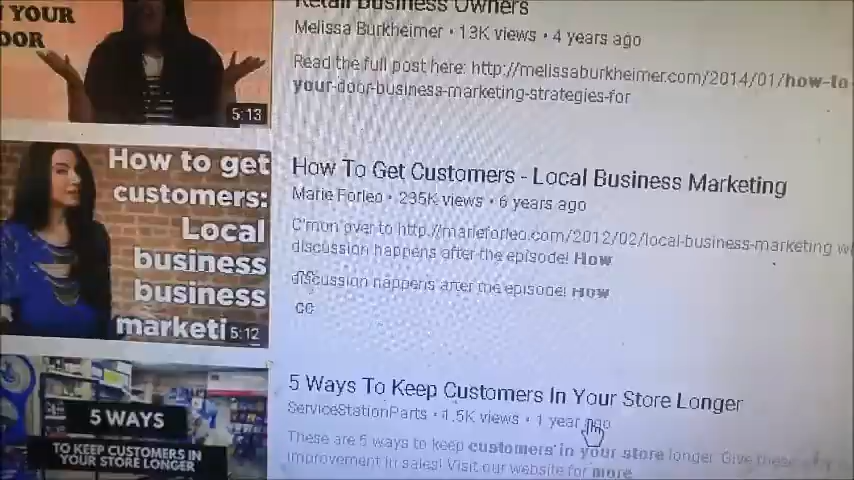 YOUR
OOR
5:13
Retail Business Owners
Melissa Burkheimer • 13K views • 4 years ago
Read the full post here: http://melissaburkheimer.com/2014/01/how-to-
your-door-business-marketing-strategies-for
How to get
customers:
Local
business
business
marketi
5:12
How To Get Customers - Local Business Marketing
Marie Forleo • 235K views • 6 years ago
C'mon over to http://marieforleo.com/2012/02/local-business-marketing
discussion happens after the episode! How
discussion happens after the episode! How
5 WAYS
TO KEEP CUSTOMERS IN
YOUR STORE LONGER
5 Ways To Keep Customers In Your Store Longer
ServiceStationParts • 1.5K views • 1 year ago
These are 5 ways to keep customers in your store longer. Give these
improvement in sales! Visit our website for more